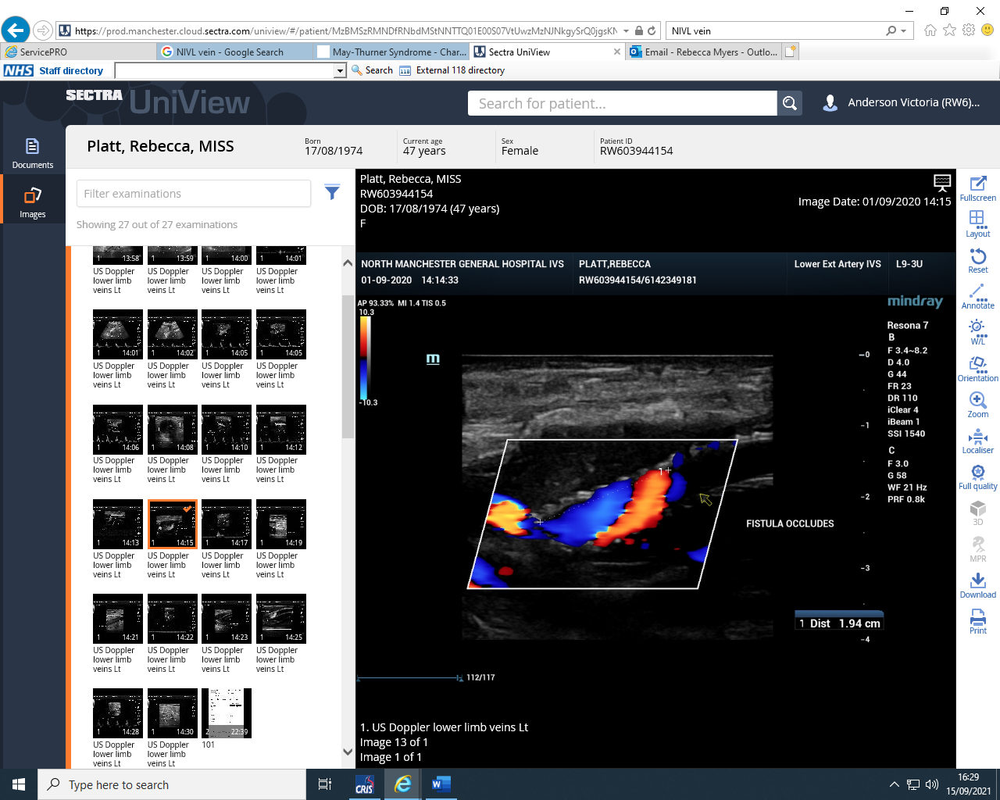 https://prod.manchester.cloud.sectra.com/uniview/#/patient/MzBMSzRMNDfRNbdMStNNTTQ01E00S07VtUwzMzNJNkgySrQ0jgsKN
NIVL vein
ServicePRO
NIVL vein - Google Search
May-Thurner Syndrome - Char...
Sectra UniView
Email - Rebecca Myers - Outlo...
NHS Staff directory
Search
118 External 118 directory
SECTRA UniView
Search for patient...
Anderson Victoria (RW6)...
Documents
Images
Platt, Rebecca, MISS
Born
17/08/1974
Current age
47 years
Sex
Female
Patient ID
RW603944154
Filter examinations
Showing 27 out of 27 examinations
1 13:58 1 13:59 1 14:00 1 14:01
US Doppler US Doppler US Doppler US Doppler
lower limb lower limb lower limb lower limb
veins Lt veins Lt veins Lt veins Lt
1 14:01 1 14:02 1 14:05 1 14:05
US Doppler US Doppler US Doppler US Doppler
lower limb lower limb lower limb lower limb
veins Lt veins Lt veins Lt veins Lt
1 14:06 1 14:08 1 14:10 1 14:12
US Doppler US Doppler US Doppler US Doppler
lower limb lower limb lower limb lower limb
veins Lt veins Lt veins Lt veins Lt
1 14:13 1 14:15 1 14:17 1 14:19
US Doppler US Doppler US Doppler US Doppler
lower limb lower limb lower limb lower limb
veins Lt veins Lt veins Lt veins Lt
1 14:21 1 14:22 1 14:23 1 14:25
US Doppler US Doppler US Doppler US Doppler
lower limb lower limb lower limb lower limb
veins Lt veins Lt veins Lt veins Lt
1 14:28 1 14:30 2 22:39
US Doppler US Doppler 101
lower limb lower limb
veins Lt veins Lt
Platt, Rebecca, MISS
RW603944154
DOB: 17/08/1974 (47 years)
F
Image Date: 01/09/2020 14:15
NORTH MANCHESTER GENERAL HOSPITAL IVS
01-09-2020 14:14:33
PLATT,REBECCA
RW603944154/6142349181
Lower Ext Artery IVS
L9-3U
AP 93.33% MI 1.4 TIS 0.5
10.3
-10.3
m
mindray
Resona 7
B
F 3.4~8.2
D 4.0
G 44
FR 23
DR 110
iClear 4
iBeam 1
SSI 1540
C
F 3.0
G 58
WF 21 Hz
PRF 0.8k
0
1
2
3
4
1
FISTULA OCCLUDES
1 Dist 1.94 cm
112/117
1. US Doppler lower limb veins Lt
Image 13 of 1
Image 1 of 1
Fullscreen
Layout
Reset
Annotate
W/L
Orientation
Zoom
Localiser
Full quality
3D
MPR
Download
Print
Type here to search
CRIS
16:29
15/09/2021